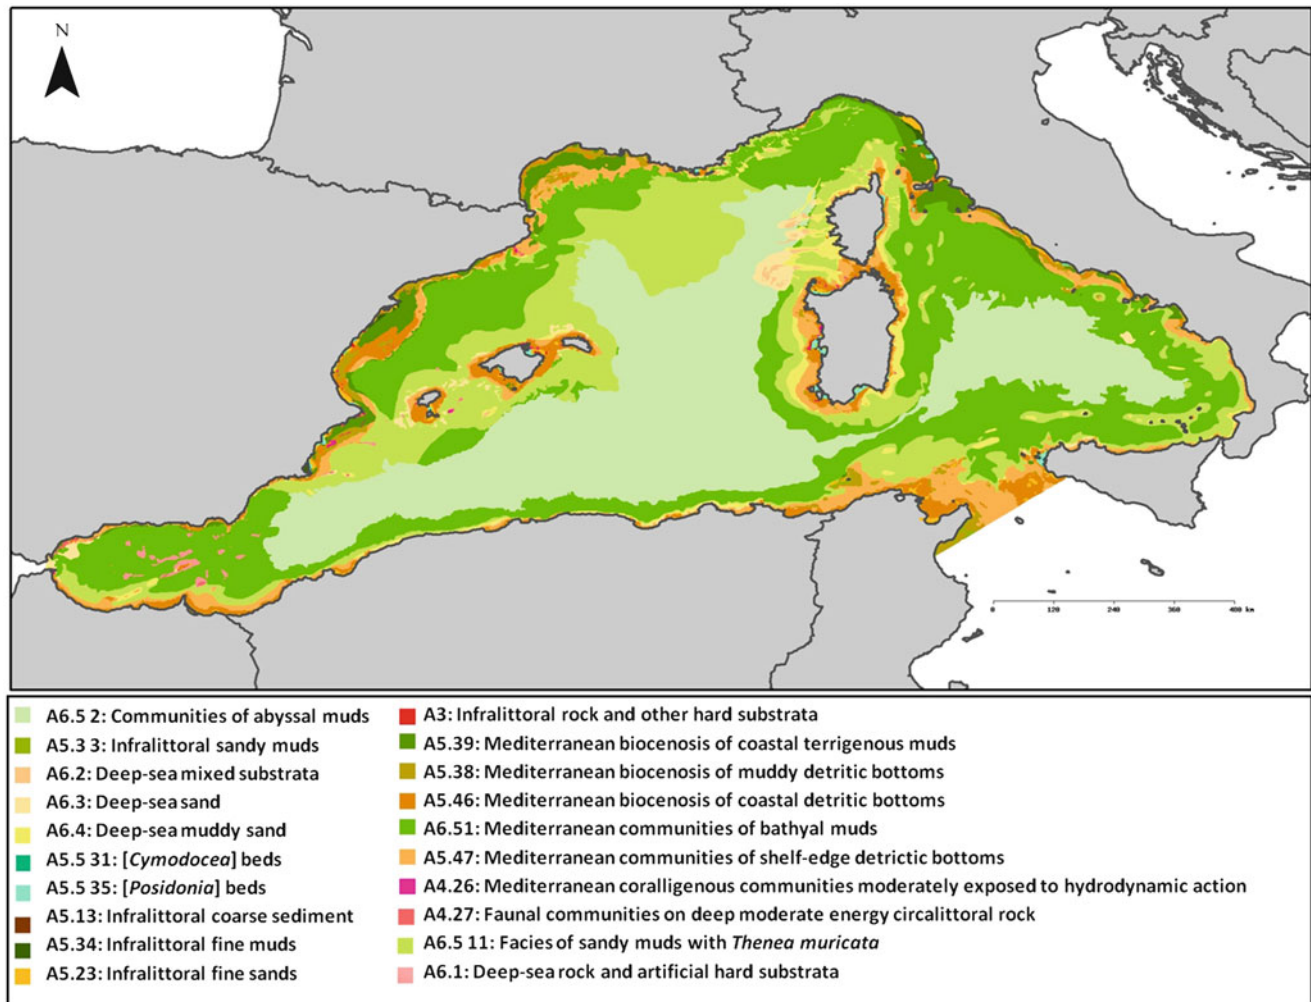 N
0 120 240 360 400 km
A6.5 2: Communities of abyssal muds
A5.3 3: Infralittoral sandy muds
A6.2: Deep-sea mixed substrata
A6.3: Deep-sea sand
A6.4: Deep-sea muddy sand
A5.5 31: [Cymodocea] beds
A5.5 35: [Posidonia] beds
A5.13: Infralittoral coarse sediment
A5.34: Infralittoral fine muds
A5.23: Infralittoral fine sands
A3: Infralittoral rock and other hard substrata
A5.39: Mediterranean biocenosis of coastal terrigenous muds
A5.38: Mediterranean biocenosis of muddy detritic bottoms
A5.46: Mediterranean biocenosis of coastal detritic bottoms
A6.51: Mediterranean communities of bathyal muds
A5.47: Mediterranean communities of shelf-edge detrictic bottoms
A4.26: Mediterranean coralligenous communities moderately exposed to hydrodynamic action
A4.27: Faunal communities on deep moderate energy circalittoral rock
A6.5 11: Facies of sandy muds with Thenea muricata
A6.1: Deep-sea rock and artificial hard substrata